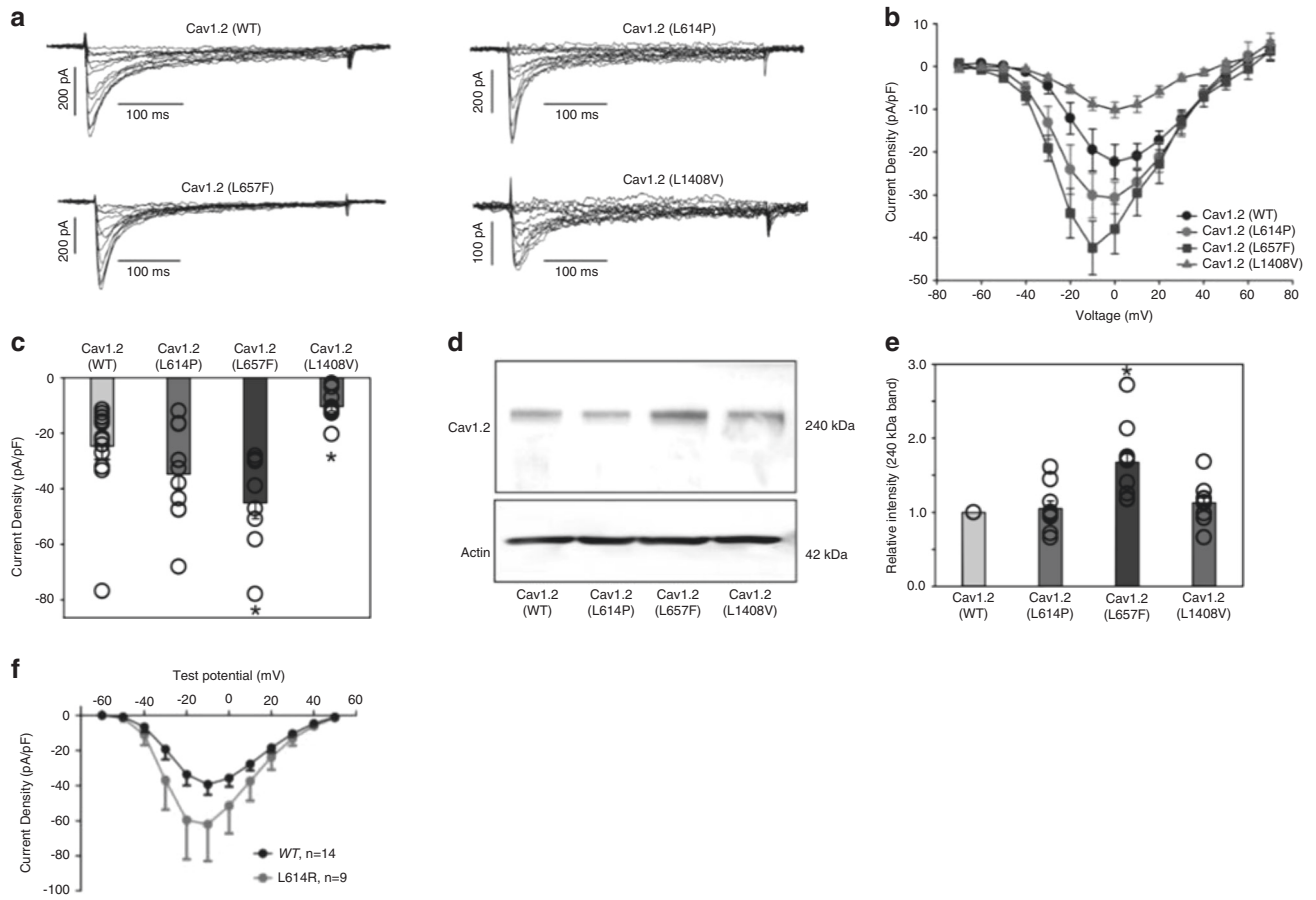 a
Cav1.2 (WT)
200 pA
100 ms
Cav1.2 (L614P)
200 pA
100 ms
Cav1.2 (L657F)
200 pA
100 ms
Cav1.2 (L1408V)
100 pA
100 ms
b
10
0
-10
-20
-30
-40
-50
Current Density (pA/pF)
-80 -60 -40 -20 0 20 40 60 80
Voltage (mV)
Cav1.2 (WT)
Cav1.2 (L614P)
Cav1.2 (L657F)
Cav1.2 (L1408V)
c
Cav1.2 Cav1.2 Cav1.2 Cav1.2
(WT) (L614P) (L657F) (L1408V)
0
-20
-40
-60
-80
Current Density (pA/pF)
*
*
d
Cav1.2
240 kDa
Actin
42 kDa
Cav1.2 Cav1.2 Cav1.2 Cav1.2
(WT) (L614P) (L657F) (L1408V)
e
3.0
2.0
1.0
0.0
Relative intensity (240 kDa band)
*
Cav1.2 Cav1.2 Cav1.2 Cav1.2
(WT) (L614P) (L657F) (L1408V)
f
Test potential (mV)
-60 -40 -20 0 20 40 60
0
-20
-40
-60
-80
-100
Current Density (pA/pF)
WT, n=14
L614R, n=9